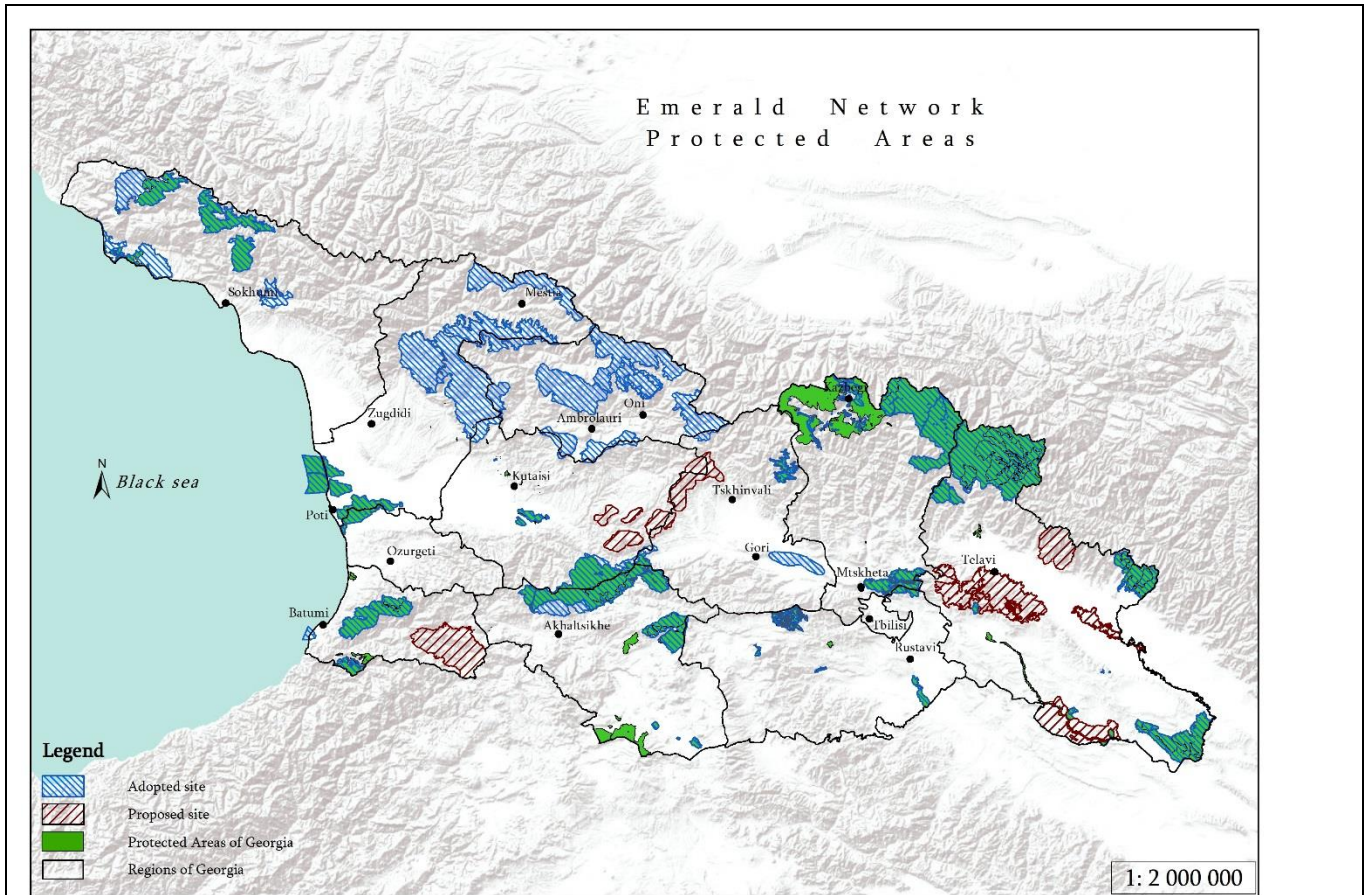 Emerald Network
Protected Areas
Sokhumi
Mestia
Kazbegi
Oni
Zugdidi
Ambrolauri
N
Black sea
Kutaisi
Tskhinvali
Poti
Ozurgeti
Gori
Telavi
Mtskheta
Batumi
Akhaltsikhe
Tbilisi
Rustavi
Legend
Adopted site
Proposed site
Protected Areas of Georgia
Regions of Georgia
1: 2 000 000